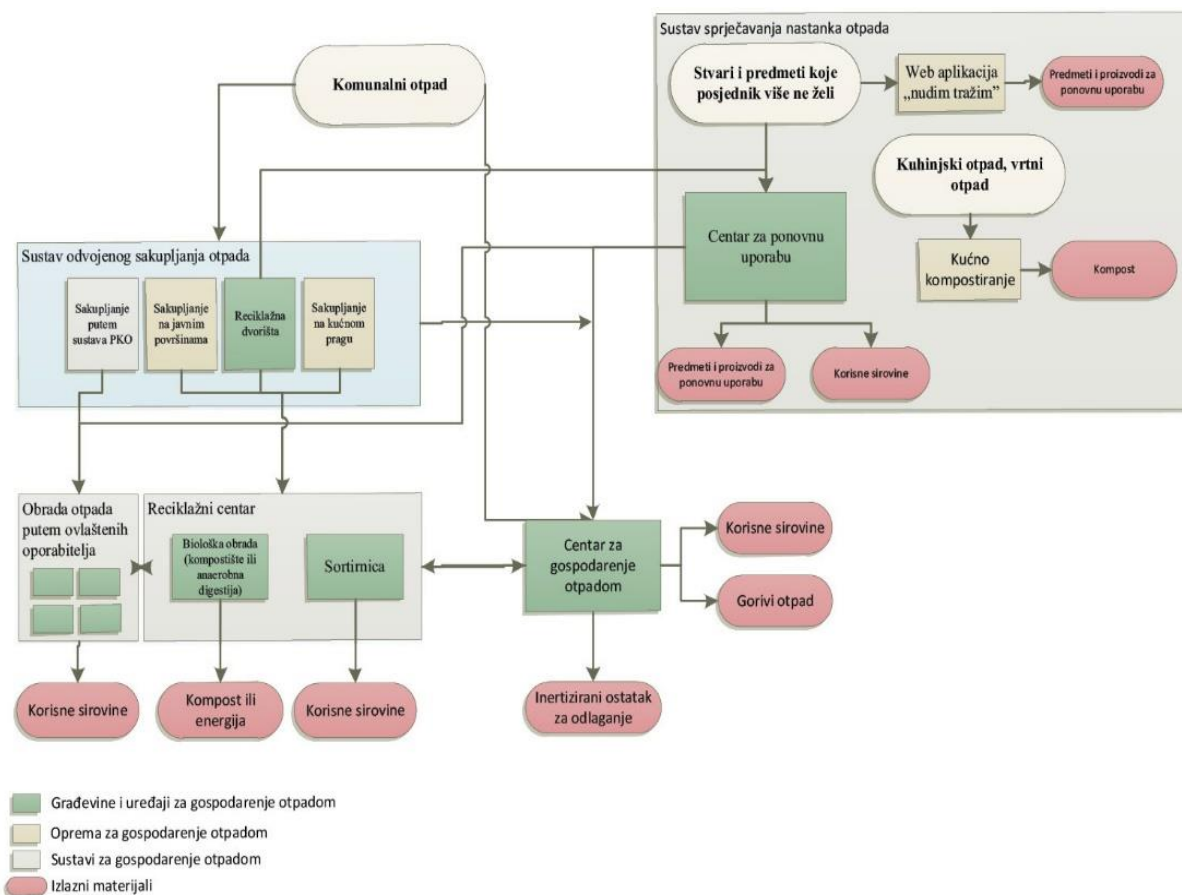 Sustav sprječavanja nastanka otpada
Komunalni otpad
Stvari i predmeti koje
posjednik više ne želi
Web aplikacija
„nudim tražim”
Predmeti i proizvodi za
ponovnu uporabu
Kuhinjski otpad, vrtni
otpad
Centar za ponovnu
uporabu
Kućno
kompostiranje
Kompost
Predmeti i proizvodi za
ponovnu uporabu
Korisne sirovine
Sustav odvojenog sakupljanja otpada
Sakupljanje
putem
sustava PKO
Sakupljanje
na javnim
površinama
Reciklažna
dvorišta
Sakupljanje
na kućnom
pragu
Obrada otpada
putem ovlaštenih
oporabitelja
Reciklažni centar
Biološka obrada
(kompostište ili
anaerobna
digestija)
Sortirnica
Centar za
gospodarenje
otpadom
Korisne sirovine
Gorivi otpad
Korisne sirovine
Kompost ili
energija
Korisne sirovine
Inertizirani ostatak
za odlaganje
Građevine i uređaji za gospodarenje otpadom
Oprema za gospodarenje otpadom
Sustavi za gospodarenje otpadom
Izlazni materijali